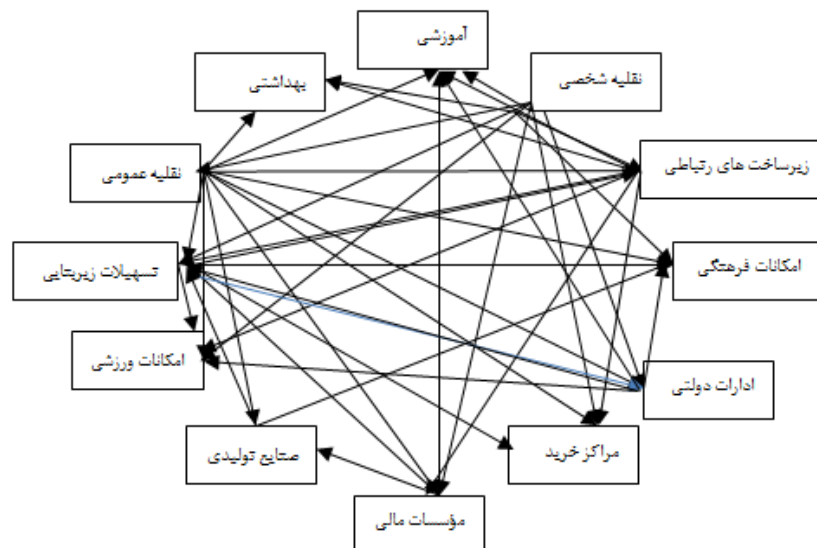 آموزشی
نقلیه شخصی
بهداشتی
زیرساخت های رتباطی
نقلیه عمومی
امکانات فرهنگی
تسهیلات زیربنایی
امکانات ورزشی
ادارات دولتی
مراکز خرید
صنایع تولیدی
مؤسسات مالی